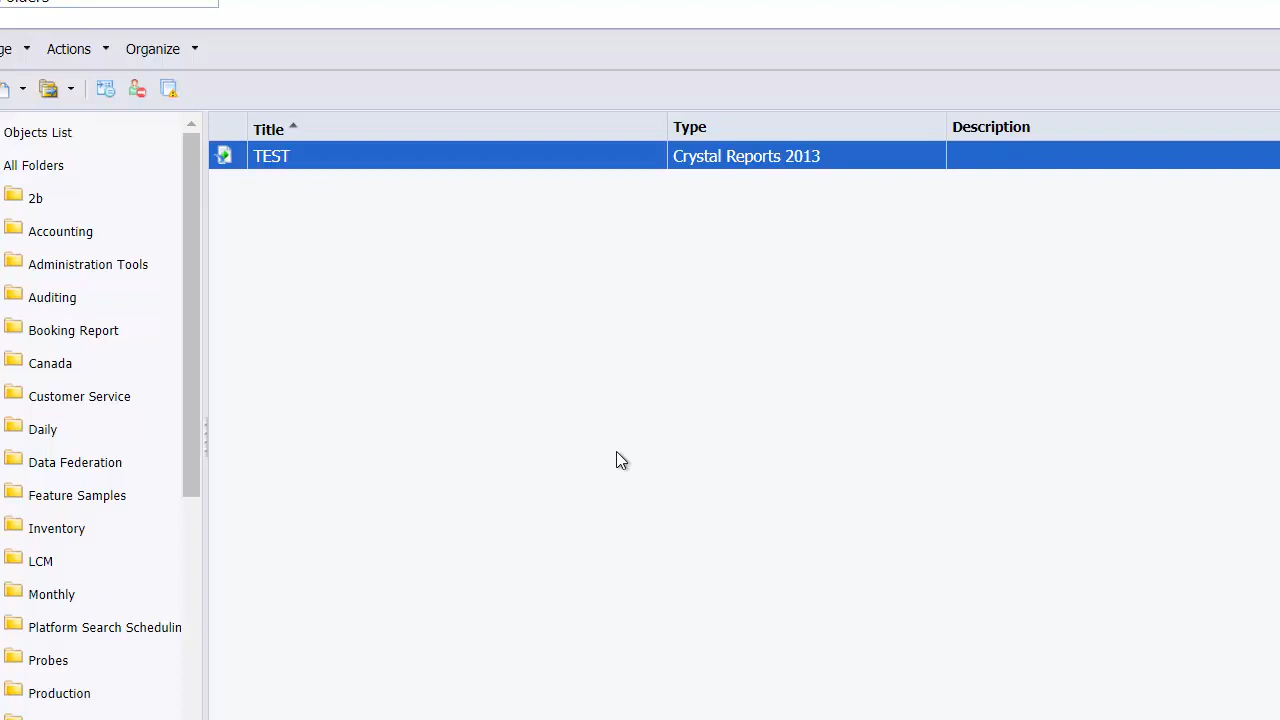 ge Actions Organize
Objects List
All Folders
2b
Accounting
Administration Tools
Auditing
Booking Report
Canada
Customer Service
Daily
Data Federation
Feature Samples
Inventory
LCM
Monthly
Platform Search Schedulin
Probes
Production
Title Type Description
TEST Crystal Reports 2013